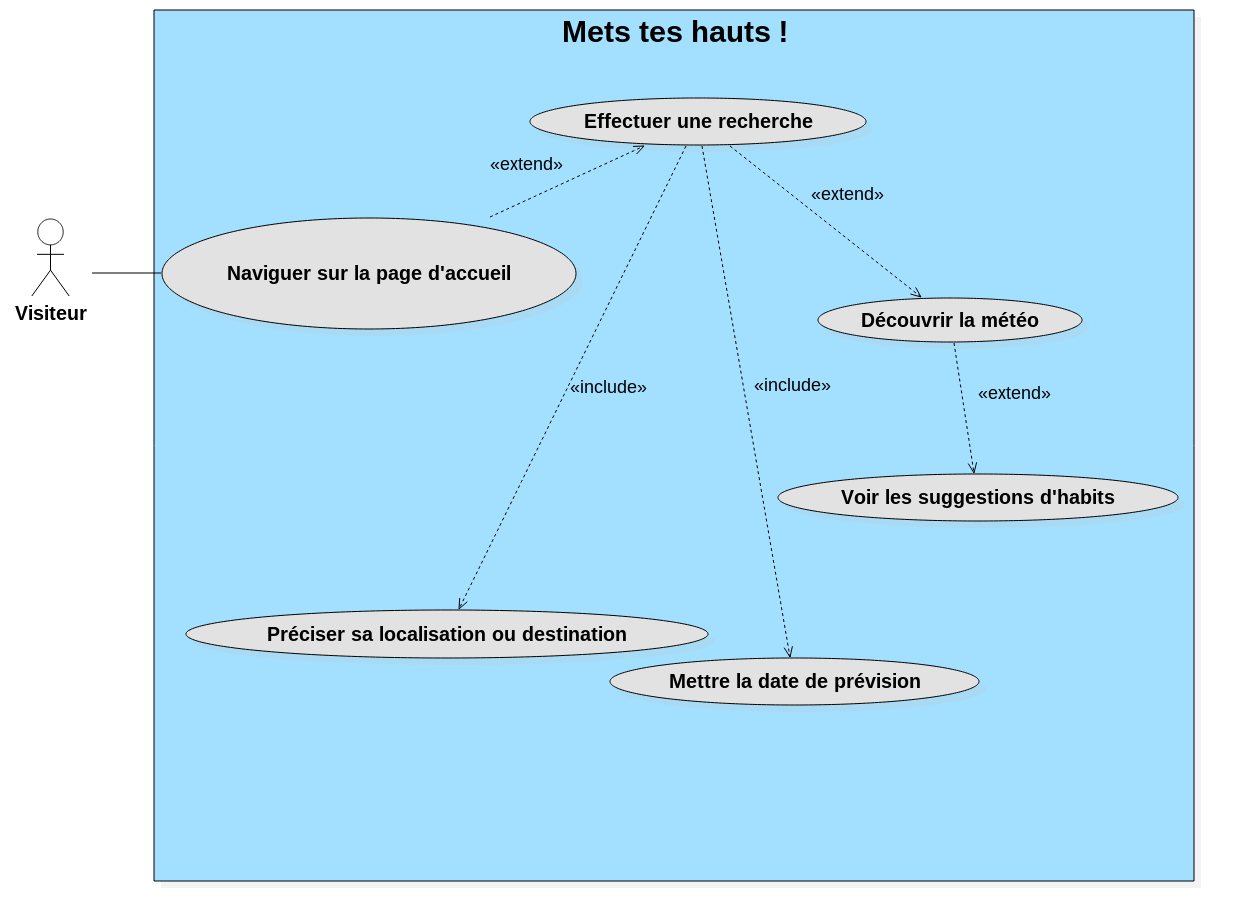 Mets tes hauts !
Effectuer une recherche
«extend»
«extend»
Naviguer sur la page d'accueil
Visiteur
Découvrir la météo
«include»
«include»
«extend»
Voir les suggestions d'habits
Préciser sa localisation ou destination
Mettre la date de prévision